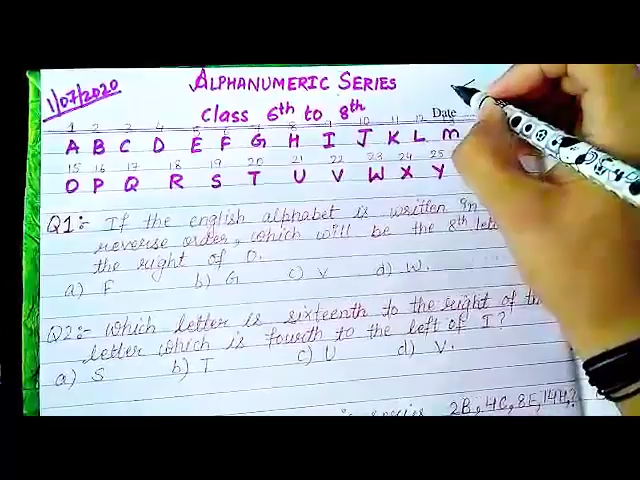 1/07/2020
ALPHANUMERIC SERIES
Class 6th to 8th
Date
1 2 3 4 5 6 7 8 9 10 11 12
A B C D E F G H I J K L M
15 16 17 18 19 20 21 22 23 24 25
O P Q R S T U V W X Y
Q1:- If the english alphabet is written in
reverse order, which will be the 8th
the right of O.
a) F b) G c) V d) W.
Q2:- Which letter is sixteenth to the right of the
letter which is fourth to the left of I?
a) S b) T c) U d) V.
series 2B, 4C, 8E, 14H, ?